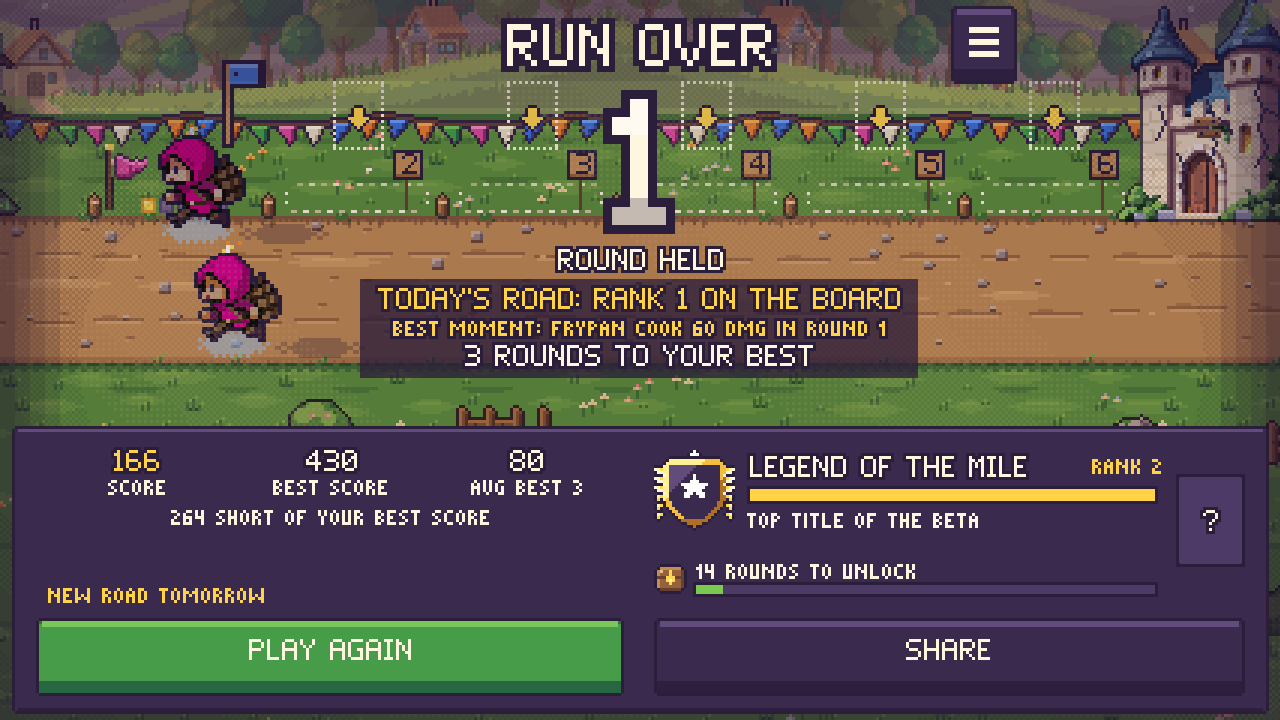 RUN OVER
1
2
3
4
5
6
ROUND HELD
TODAY'S ROAD: RANK 1 ON THE BOARD
BEST MOMENT: FRYPAN COOK 60 DMG IN ROUND 1
3 ROUNDS TO YOUR BEST
166
SCORE
430
BEST SCORE
80
AVG BEST 3
264 SHORT OF YOUR BEST SCORE
LEGEND OF THE MILE
RANK 2
TOP TITLE OF THE BETA
?
14 ROUNDS TO UNLOCK
NEW ROAD TOMORROW
PLAY AGAIN
SHARE